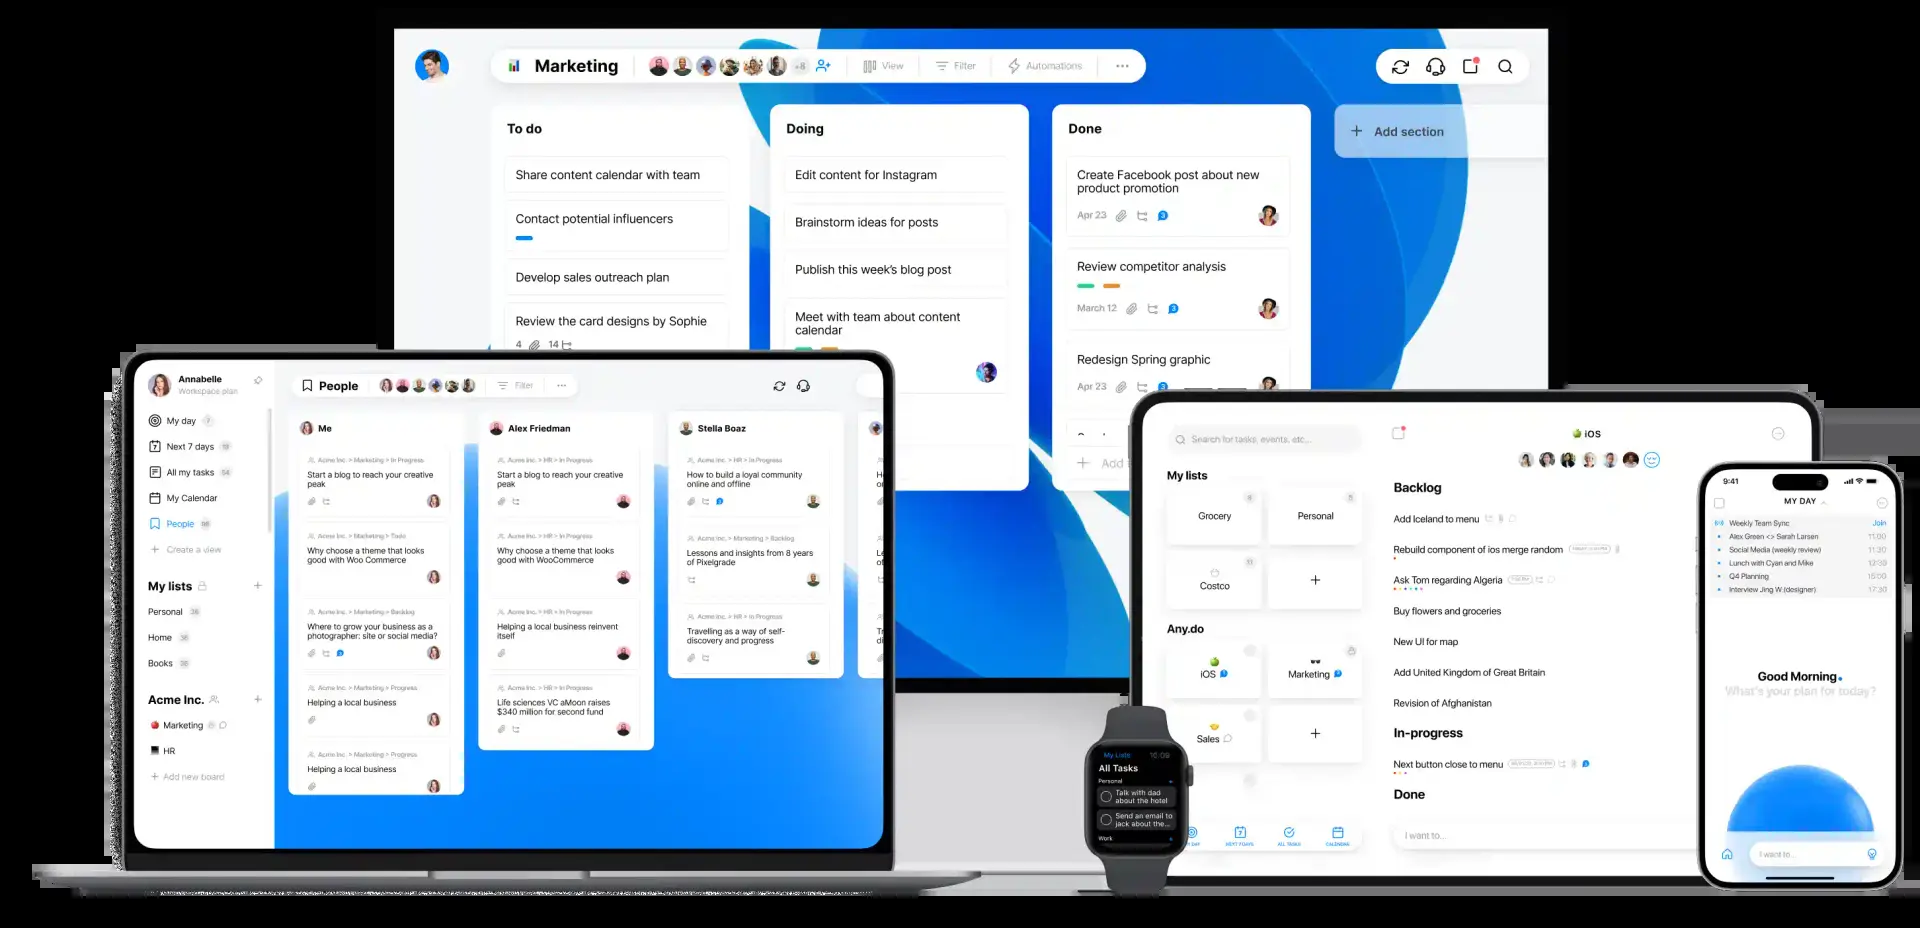 Marketing
+8
View
Filter
Automations
To do
Share content calendar with team
Contact potential influencers
Develop sales outreach plan
Review the card designs by Sophie
4
14
Doing
Edit content for Instagram
Brainstorm ideas for posts
Publish this week's blog post
Meet with team about content
calendar
Done
Create Facebook post about new
product promotion
Apr 23
3
Review competitor analysis
March 12
3
Redesign Spring graphic
Apr 23
3
+ Add
+ Add section
Annabelle
Workspace plan
My day 7
Next 7 days
All my tasks
My Calendar
People
+ Create a view
My lists
Personal
Home
Books
Acme Inc.
Marketing
HR
+ Add new board
People
Filter
Me
Acme Inc. > Marketing > In Progress
Start a blog to reach your creative
peak
Acme Inc. > Marketing > Tasks
Why choose a theme that looks
good with Woo Commerce
Acme Inc. > Marketing > Backlog
Where to grow your business as a
photographer: site or social media?
Acme Inc. > Marketing > Progress
Helping a local business
Acme Inc. > Marketing > Progress
Helping a local business
Alex Friedman
Acme Inc. > HR > In Progress
Start a blog to reach your creative
peak
Acme Inc. > HR > In Progress
Why choose a theme that looks
good with WooCommerce
Acme Inc. > HR > In Progress
Helping a local business reinvent
itself
Acme Inc. > HR > In Progress
Life sciences VC aMoon raises
$340 million for second fund
Stella Boaz
Acme Inc. > HR > In Progress
How to build a loyal community
online and offline
Acme Inc. > Marketing > Backlog
Lessons and insights from 8 years
of Pixelgrade
Acme Inc. > HR > In Progress
Travelling as a way of self-
discovery and progress
My Lists
All Tasks
Personal
Talk with dad
about the hotel
Send an email to
jack about the...
Work
Search for tasks, events, etc...
My lists
Grocery
Personal
Costco
11
+
Any.do
iOS
Marketing
Sales
+
NEXT 7 DAYS
ALL TASKS
CALENDAR
iOS
Backlog
Add Iceland to menu
Rebuild component of ios merge random
Ask Tom regarding Algeria
Buy flowers and groceries
New UI for map
Add United Kingdom of Great Britain
Revision of Afghanistan
In-progress
Next button close to menu
Done
I want to...
9:41
MY DAY
Weekly Team Sync Join
Alex Green <> Sarah Larsen 11:00
Social Media (weekly review) 11:30
Lunch with Cyan and Mike
Q4 Planning 15:00
Interview Jing W (designer) 17:30
Good Morning.
What's your plan for today?
I want to...